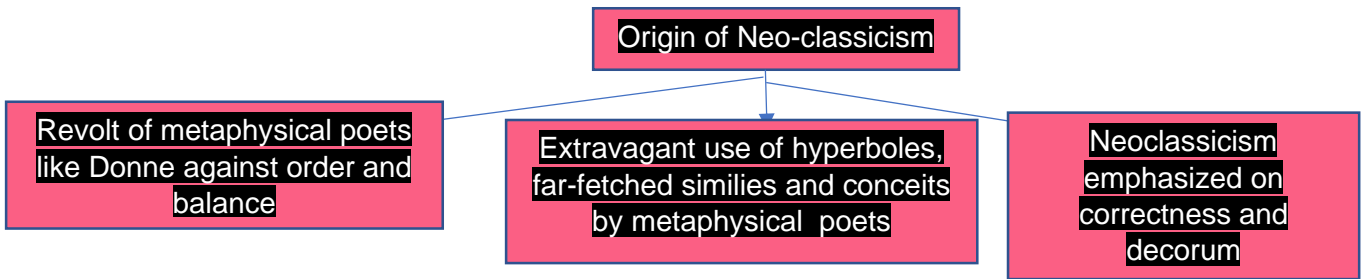 Origin of Neo-classicism
Revolt of metaphysical poets
like Donne against order and
balance
Extravagant use of hyperboles,
far-fetched similies and conceits
by metaphysical poets
Neoclassicism
emphasized on
correctness and
decorum